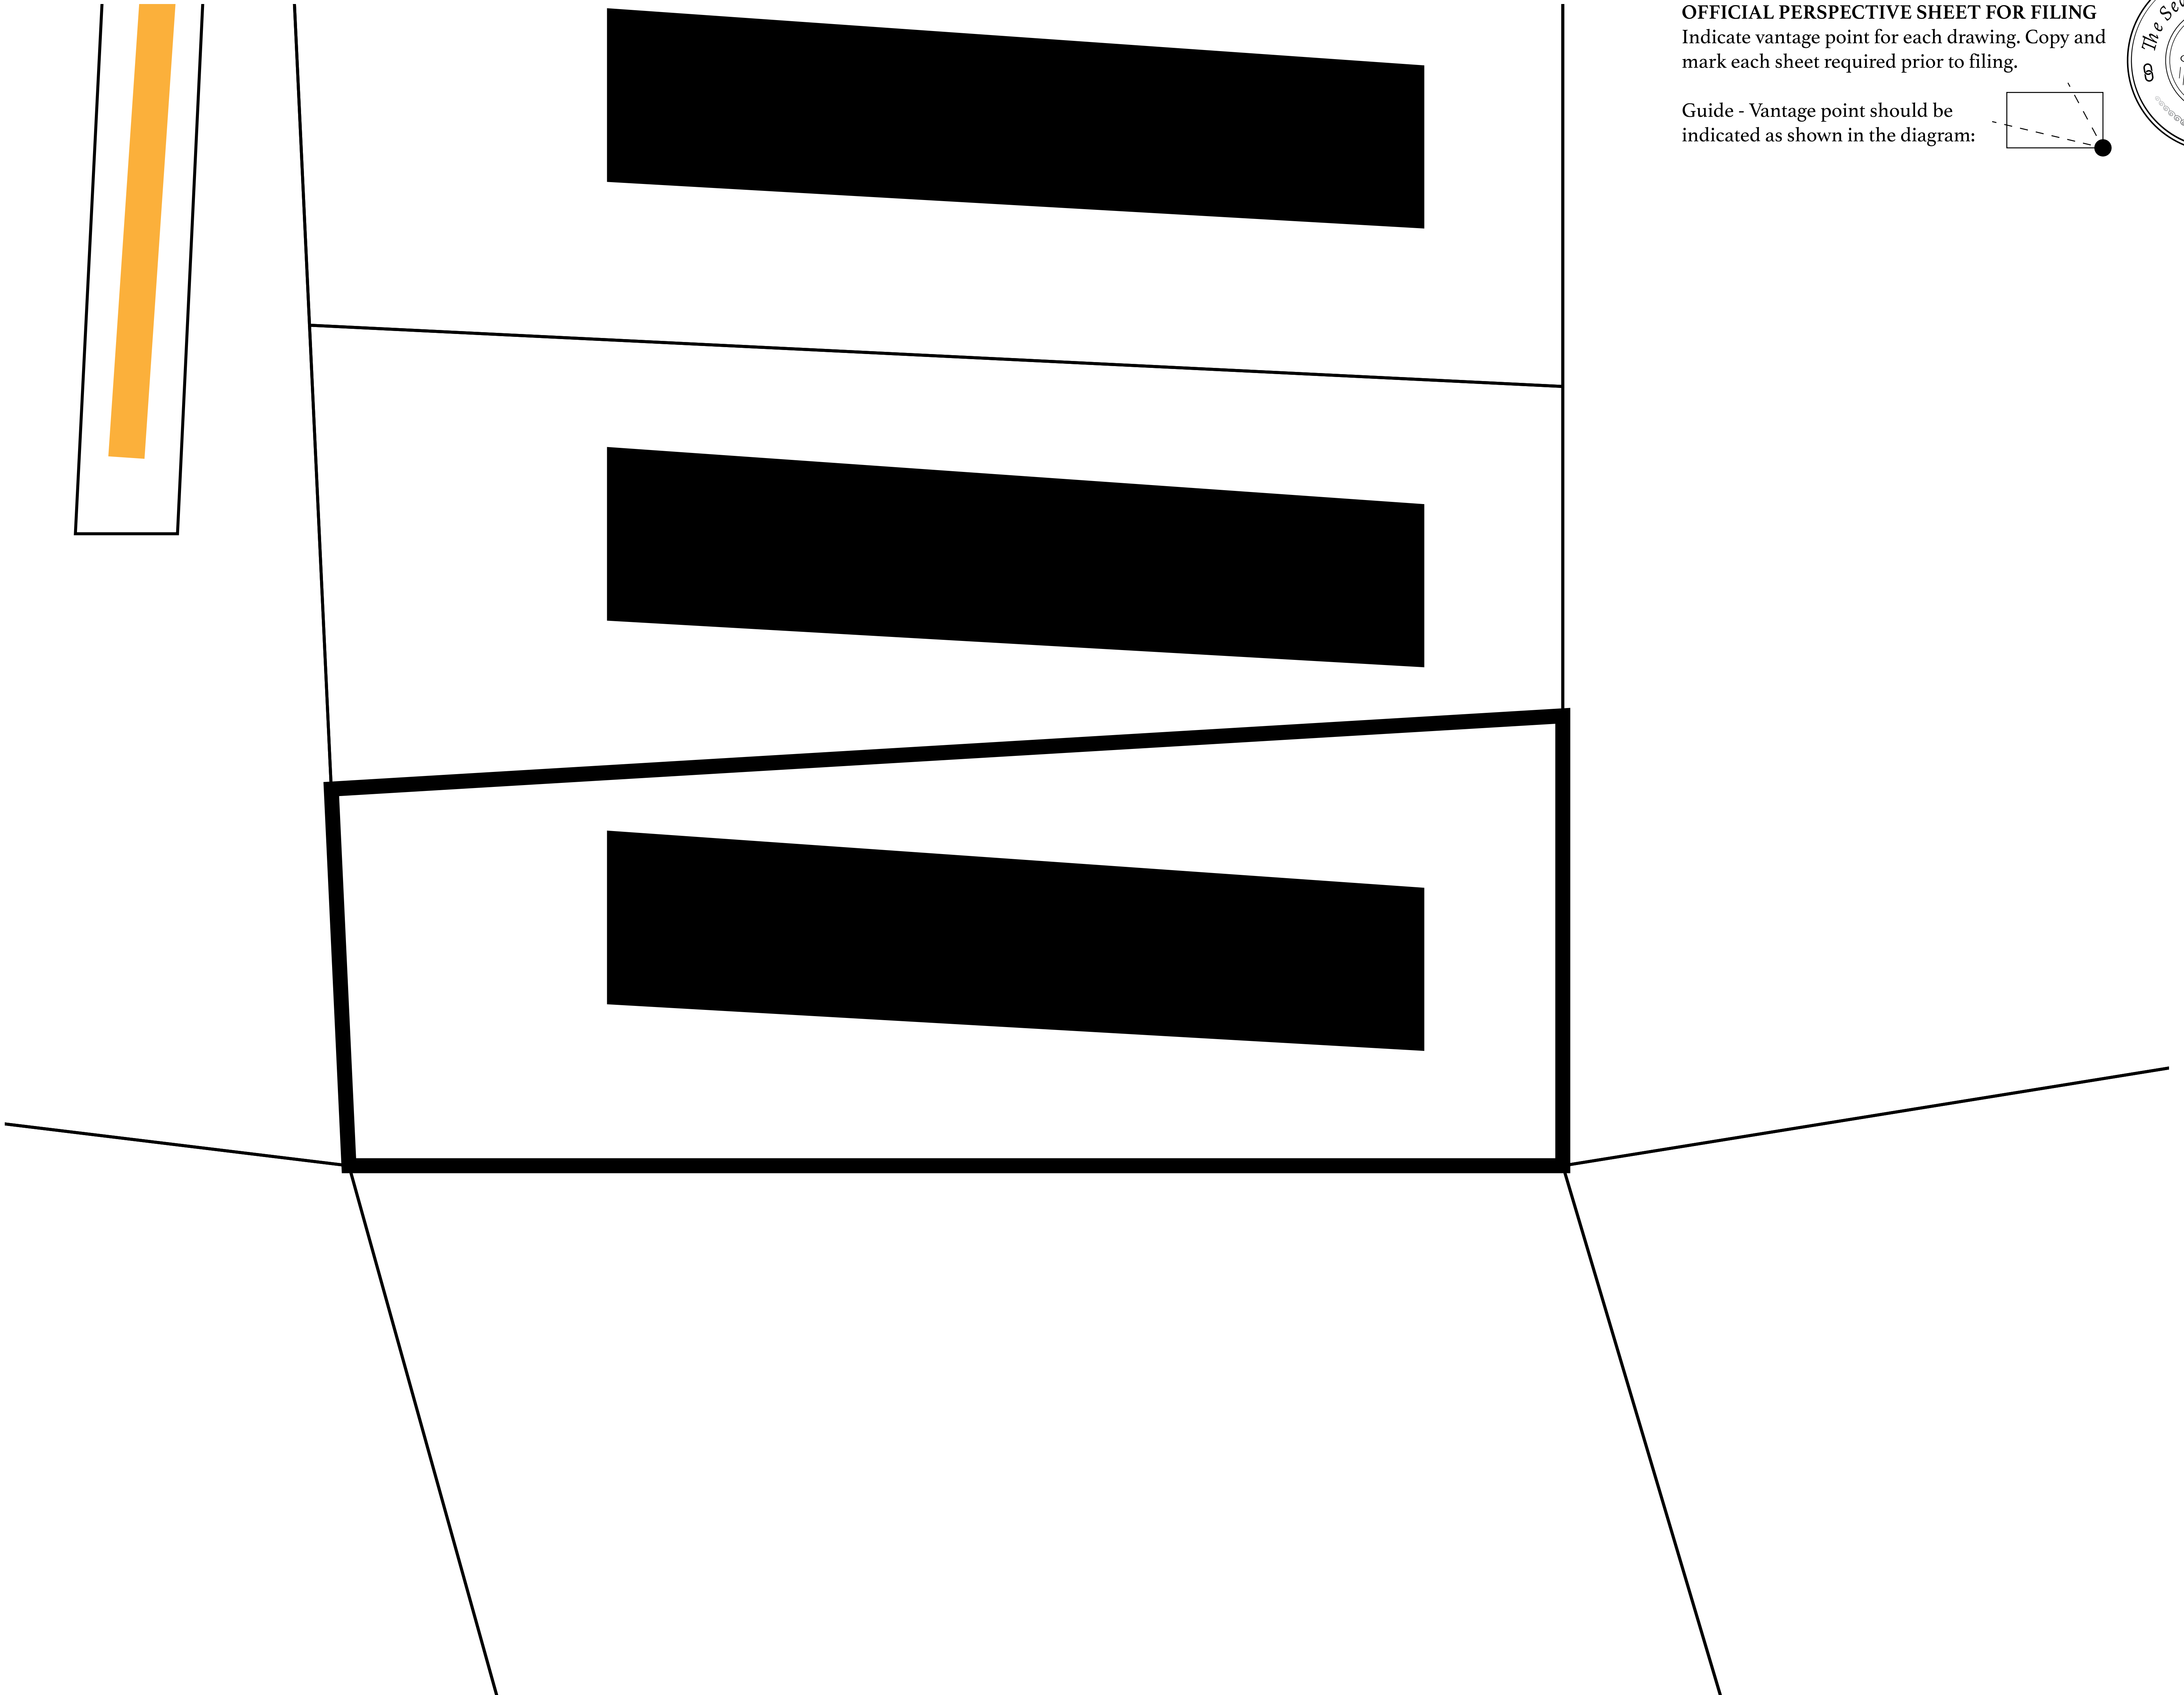 OFFICIAL PERSPECTIVE SHEET FOR FILING
Indicate vantage point for each drawing. Copy and
mark each sheet required prior to filing.
Guide - Vantage point should be
indicated as shown in the diagram:
The